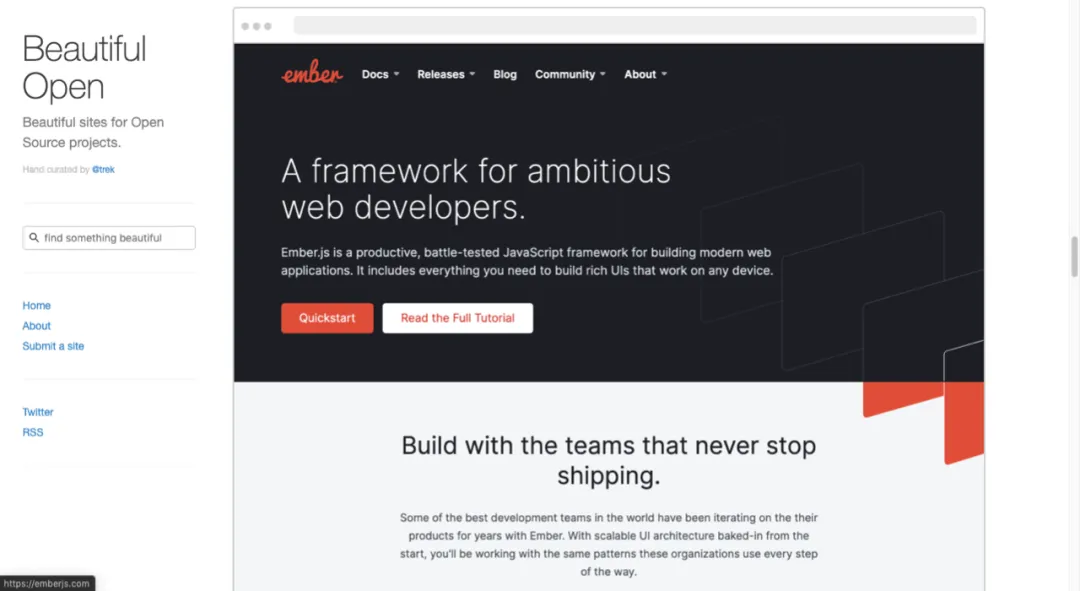 Beautiful
Open
Beautiful sites for Open
Source projects.
Hand curated by @trek
find something beautiful
Home
About
Submit a site
Twitter
RSS
ember
Docs
Releases
Blog
Community
About
A framework for ambitious
web developers.
Ember.js is a productive, battle-tested JavaScript framework for building modern web
applications. It includes everything you need to build rich UIs that work on any device.
Quickstart
Read the Full Tutorial
Build with the teams that never stop
shipping.
Some of the best development teams in the world have been iterating on the their
products for years with Ember. With scalable UI architecture baked-in from the
start, you'll be working with the same patterns these organizations use every step
of the way.
https://emberjs.com